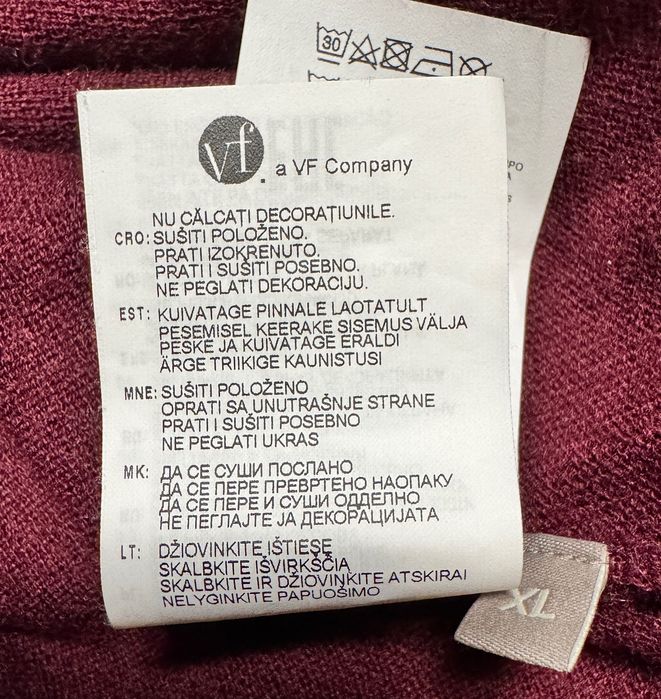 30
vf. a VF Company
NU CĂLCAȚI DECORAȚIUNILE.
CRO: SUŠITI POLOŽENO.
PRATI IZOKRENUTO.
PRATI I SUŠITI POSEBNO.
NE PEGLATI DEKORACIJU.
EST: KUIVATAGE PINNALE LAOTATULT
PESEMISEL KEERAKE SISEMUS VÄLJA
PESKE JA KUIVATAGE ERALDI
ÄRGE TRIIKIGE KAUNISTUSI
MNE: SUŠITI POLOŽENO
OPRATI SA UNUTRAŠNJE STRANE
PRATI I SUŠITI POSEBNO
NE PEGLATI UKRAS
MK: ДА СЕ СУШИ ПОСЛАНО
ДА СЕ ПЕРЕ ПРЕВРТЕНО НАОПАКУ
ДА СЕ ПЕРЕ И СУШИ ОДДЕЛНО
НЕ ПЕГЛАЈТЕ ЈА ДЕКОРАЦИЈАТА
LT: DŽIOVINKITE IŠTIESĘ
SKALBKITE IŠVIRKŠČIĄ
SKALBKITE IR DŽIOVINKITE ATSKIRAI
NELYGINKITE PAPUOŠIMO
XL